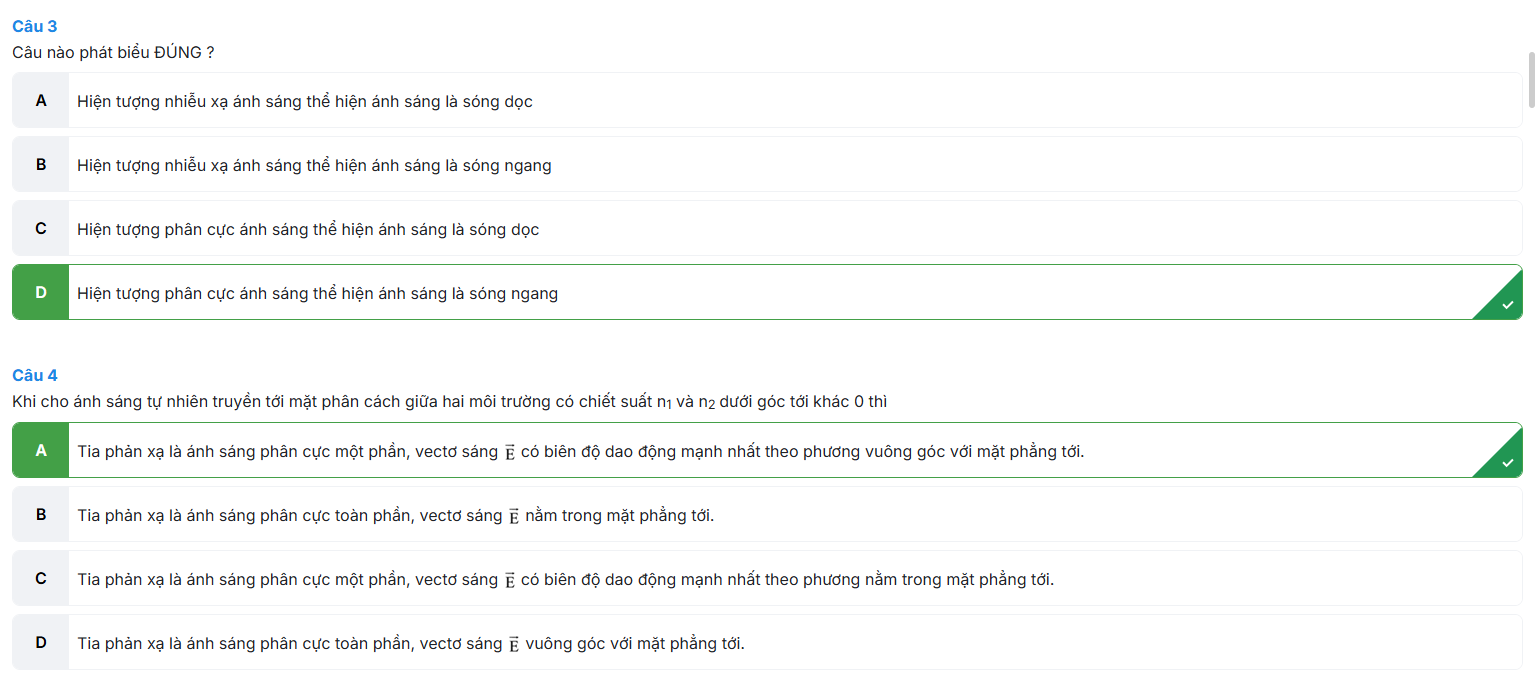 Câu 3
Câu nào phát biểu ĐÚNG ?
A Hiện tượng nhiễu xạ ánh sáng thể hiện ánh sáng là sóng dọc
B Hiện tượng nhiễu xạ ánh sáng thể hiện ánh sáng là sóng ngang
C Hiện tượng phân cực ánh sáng thể hiện ánh sáng là sóng dọc
D Hiện tượng phân cực ánh sáng thể hiện ánh sáng là sóng ngang
Câu 4
Khi cho ánh sáng tự nhiên truyền tới mặt phân cách giữa hai môi trường có chiết suất n₁ và n₂ dưới góc tới khác 0 thì
A Tia phản xạ là ánh sáng phân cực một phần, vectơ sáng E⃗ có biên độ dao động mạnh nhất theo phương vuông góc với mặt phẳng tới.
B Tia phản xạ là ánh sáng phân cực toàn phần, vectơ sáng E⃗ nằm trong mặt phẳng tới.
C Tia phản xạ là ánh sáng phân cực một phần, vectơ sáng E⃗ có biên độ dao động mạnh nhất theo phương nằm trong mặt phẳng tới.
D Tia phản xạ là ánh sáng phân cực toàn phần, vectơ sáng E⃗ vuông góc với mặt phẳng tới.